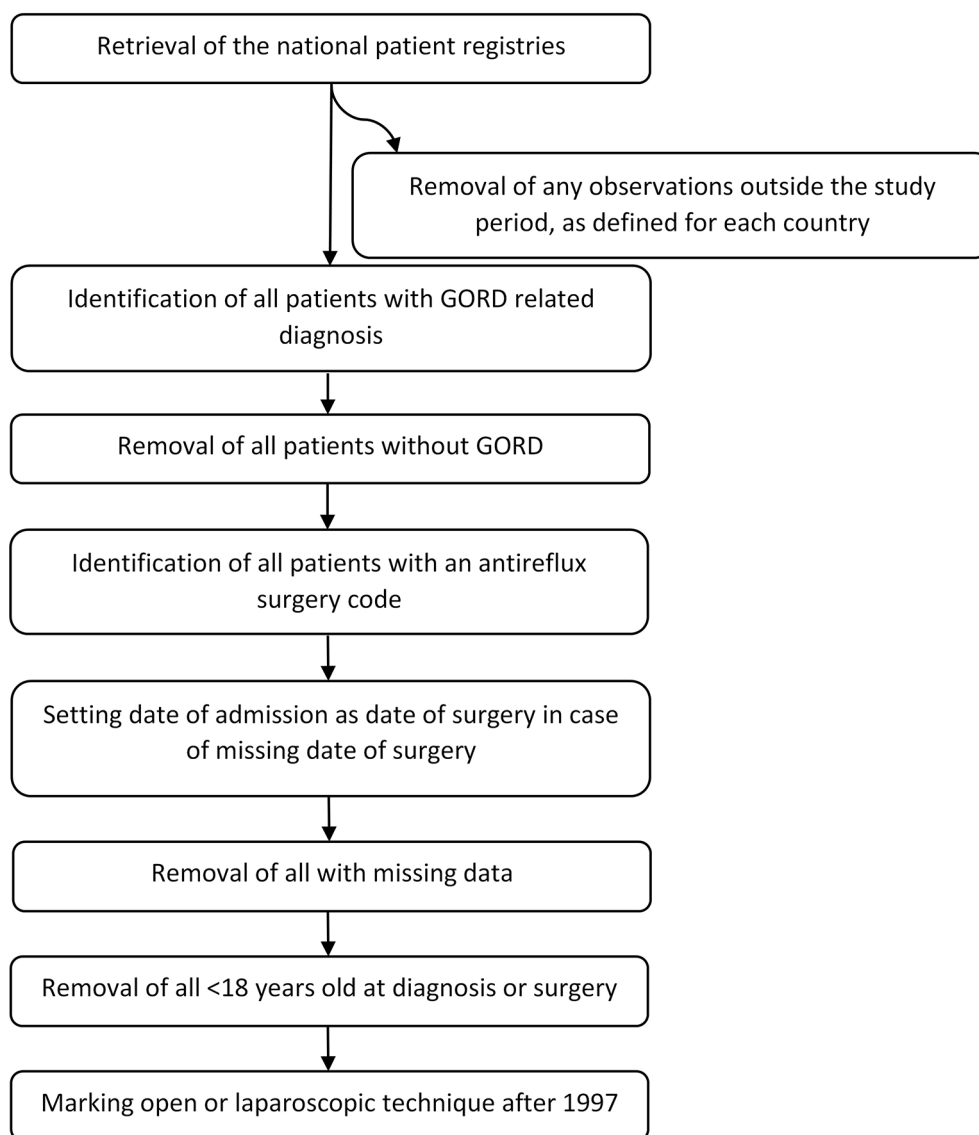 Retrieval of the national patient registries
Removal of any observations outside the study
period, as defined for each country
Identification of all patients with GORD related
diagnosis
Removal of all patients without GORD
Identification of all patients with an antireflux
surgery code
Setting date of admission as date of surgery in case
of missing date of surgery
Removal of all with missing data
Removal of all <18 years old at diagnosis or surgery
Marking open or laparoscopic technique after 1997